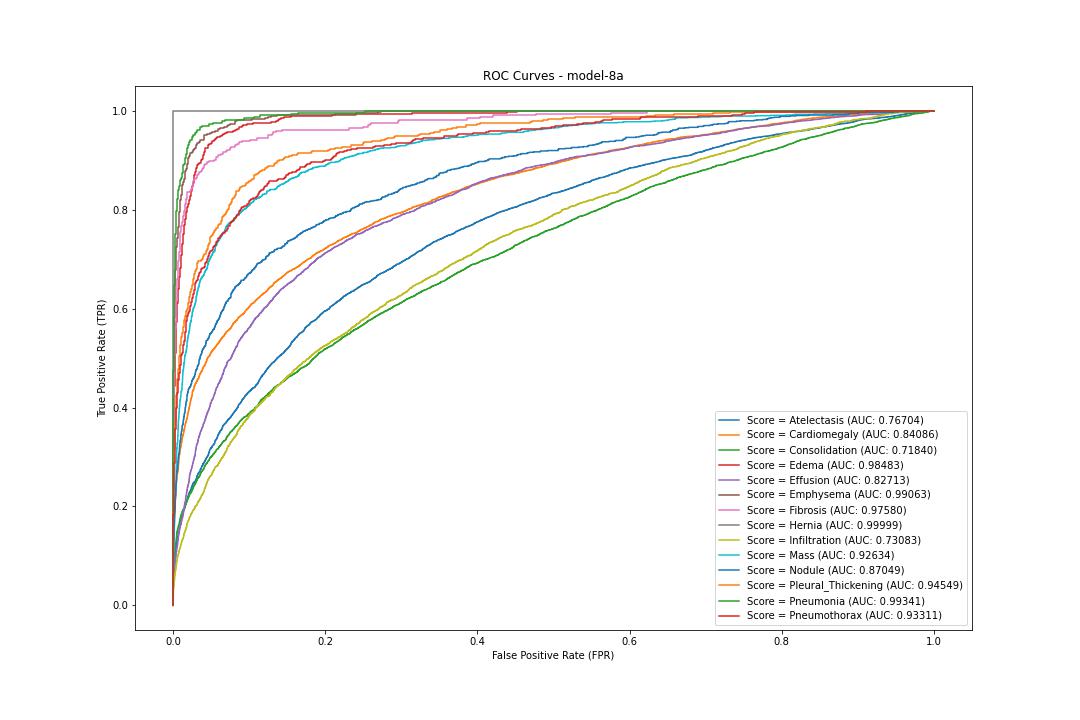 ROC Curves - model-8a
True Positive Rate (TPR)
1.0
0.8
0.6
0.4
0.2
0.0
Score = Atelectasis (AUC: 0.76704)
Score = Cardiomegaly (AUC: 0.84086)
Score = Consolidation (AUC: 0.71840)
Score = Edema (AUC: 0.98483)
Score = Effusion (AUC: 0.82713)
Score = Emphysema (AUC: 0.99063)
Score = Fibrosis (AUC: 0.97580)
Score = Hernia (AUC: 0.99999)
Score = Infiltration (AUC: 0.73083)
Score = Mass (AUC: 0.92634)
Score = Nodule (AUC: 0.87049)
Score = Pleural_Thickening (AUC: 0.94549)
Score = Pneumonia (AUC: 0.99341)
Score = Pneumothorax (AUC: 0.93311)
0.0 0.2 0.4 0.6 0.8 1.0
False Positive Rate (FPR)